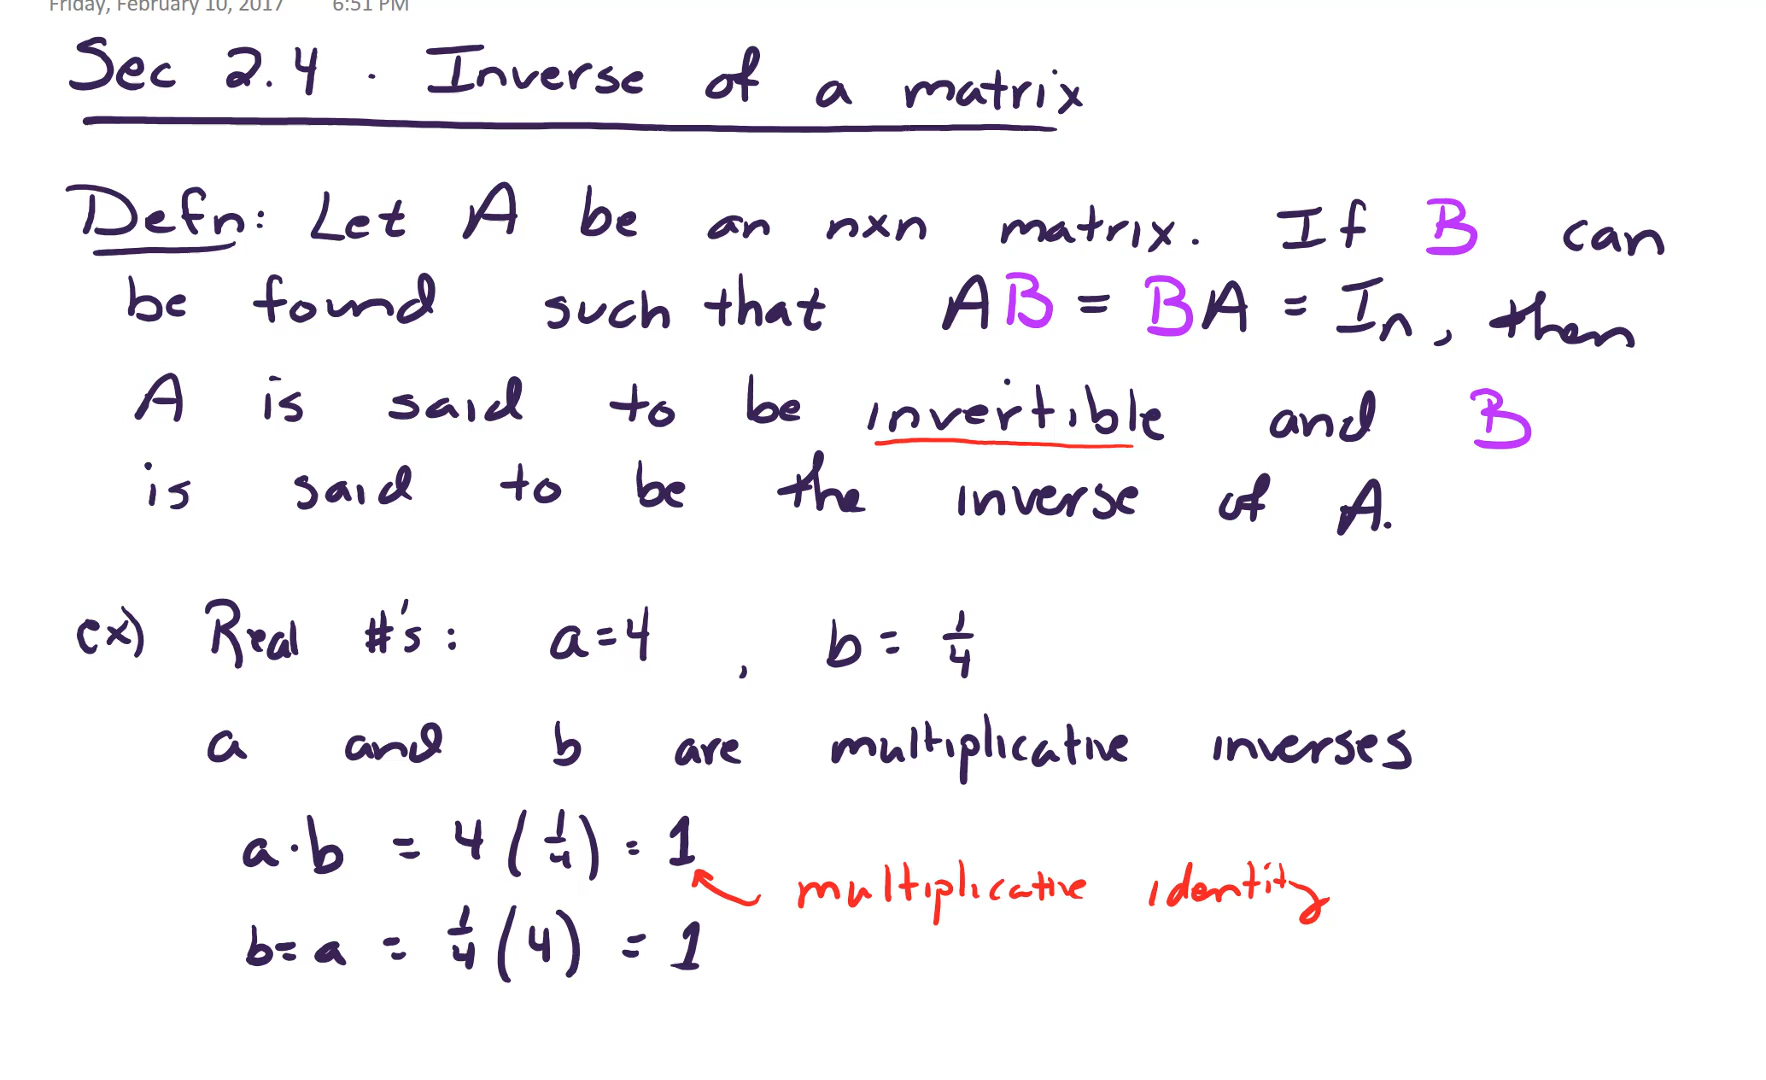 Friday, February 10, 2017 6:51 PM
Sec 2.4 . Inverse of a matrix
Defn: Let A be an nxn matrix. If B can
be found such that AB = BA = In, then
A is said to be invertible and B
is said to be the inverse of A.
ex) Real #'s: a=4 , b= 1/4
a and b are multiplicative inverses
a·b = 4(1/4) = 1
multiplicative identity
b= a = 1/4(4) = 1